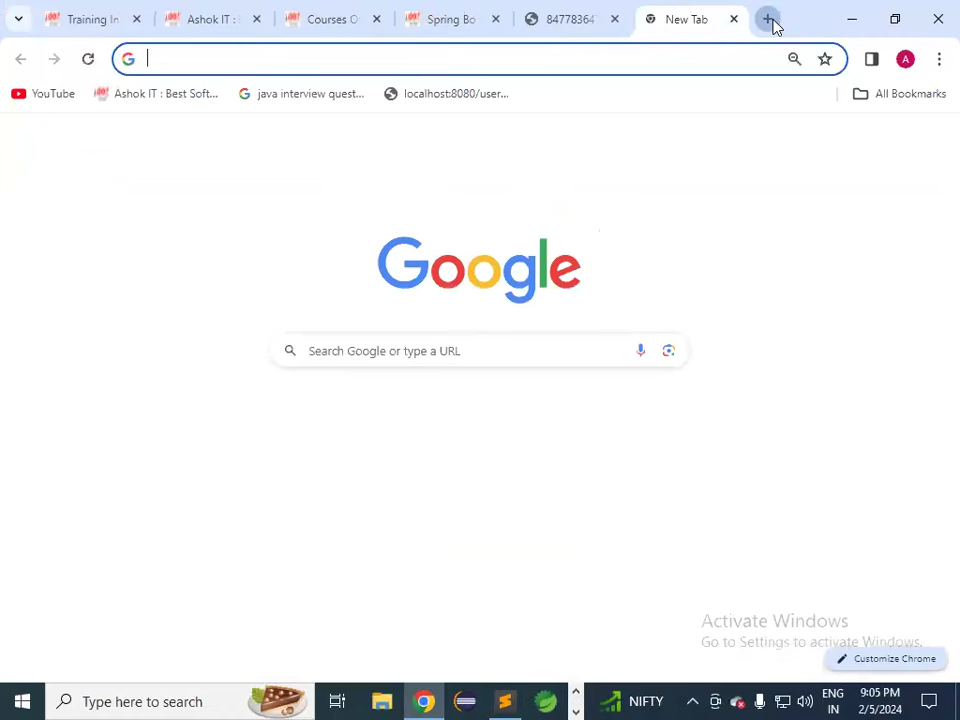 Training In
Ashok IT :
Courses O
Spring Bo
84778364
New Tab
YouTube
Ashok IT : Best Soft...
java interview quest...
localhost:8080/user...
All Bookmarks
Google
Search Google or type a URL
Activate Windows
Go to Settings to activate Windows.
Customize Chrome
Type here to search
NIFTY
ENG
IN
9:05 PM
2/5/2024
A